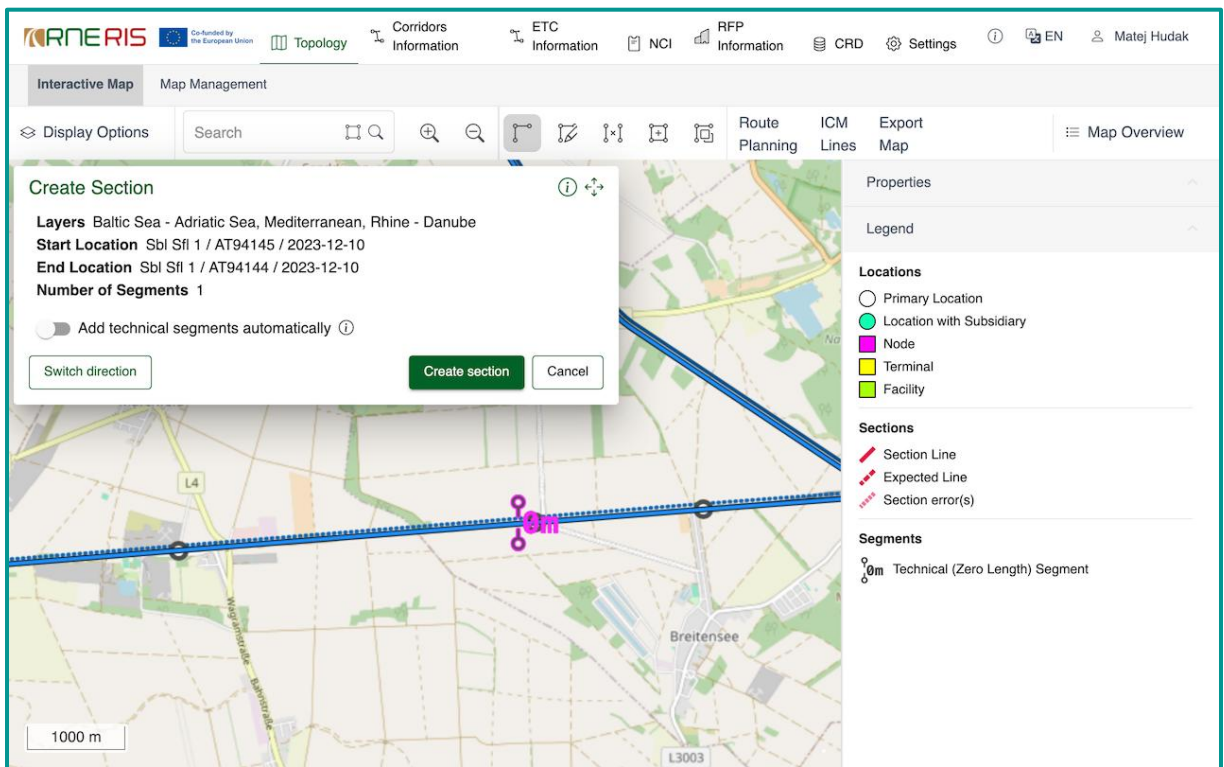 RNE RIS
Co-funded by
the European Union
Topology
Corridors
Information
ETC
Information
NCI
RFP
Information
CRD
Settings
EN
Matej Hudak
Interactive Map
Map Management
Display Options
Search
Route
Planning
ICM
Lines
Export
Map
Map Overview
Create Section
Layers Baltic Sea - Adriatic Sea, Mediterranean, Rhine - Danube
Start Location Sbl Sfl 1 / AT94145 / 2023-12-10
End Location Sbl Sfl 1 / AT94144 / 2023-12-10
Number of Segments 1
Add technical segments automatically
Switch direction
Create section
Cancel
Properties
Legend
Locations
Primary Location
Location with Subsidiary
Node
Terminal
Facility
Sections
Section Line
Expected Line
Section error(s)
Segments
0m Technical (Zero Length) Segment
L4
0m
Wagramstraße
Bahnstraße
Breitensee
L3003
1000 m